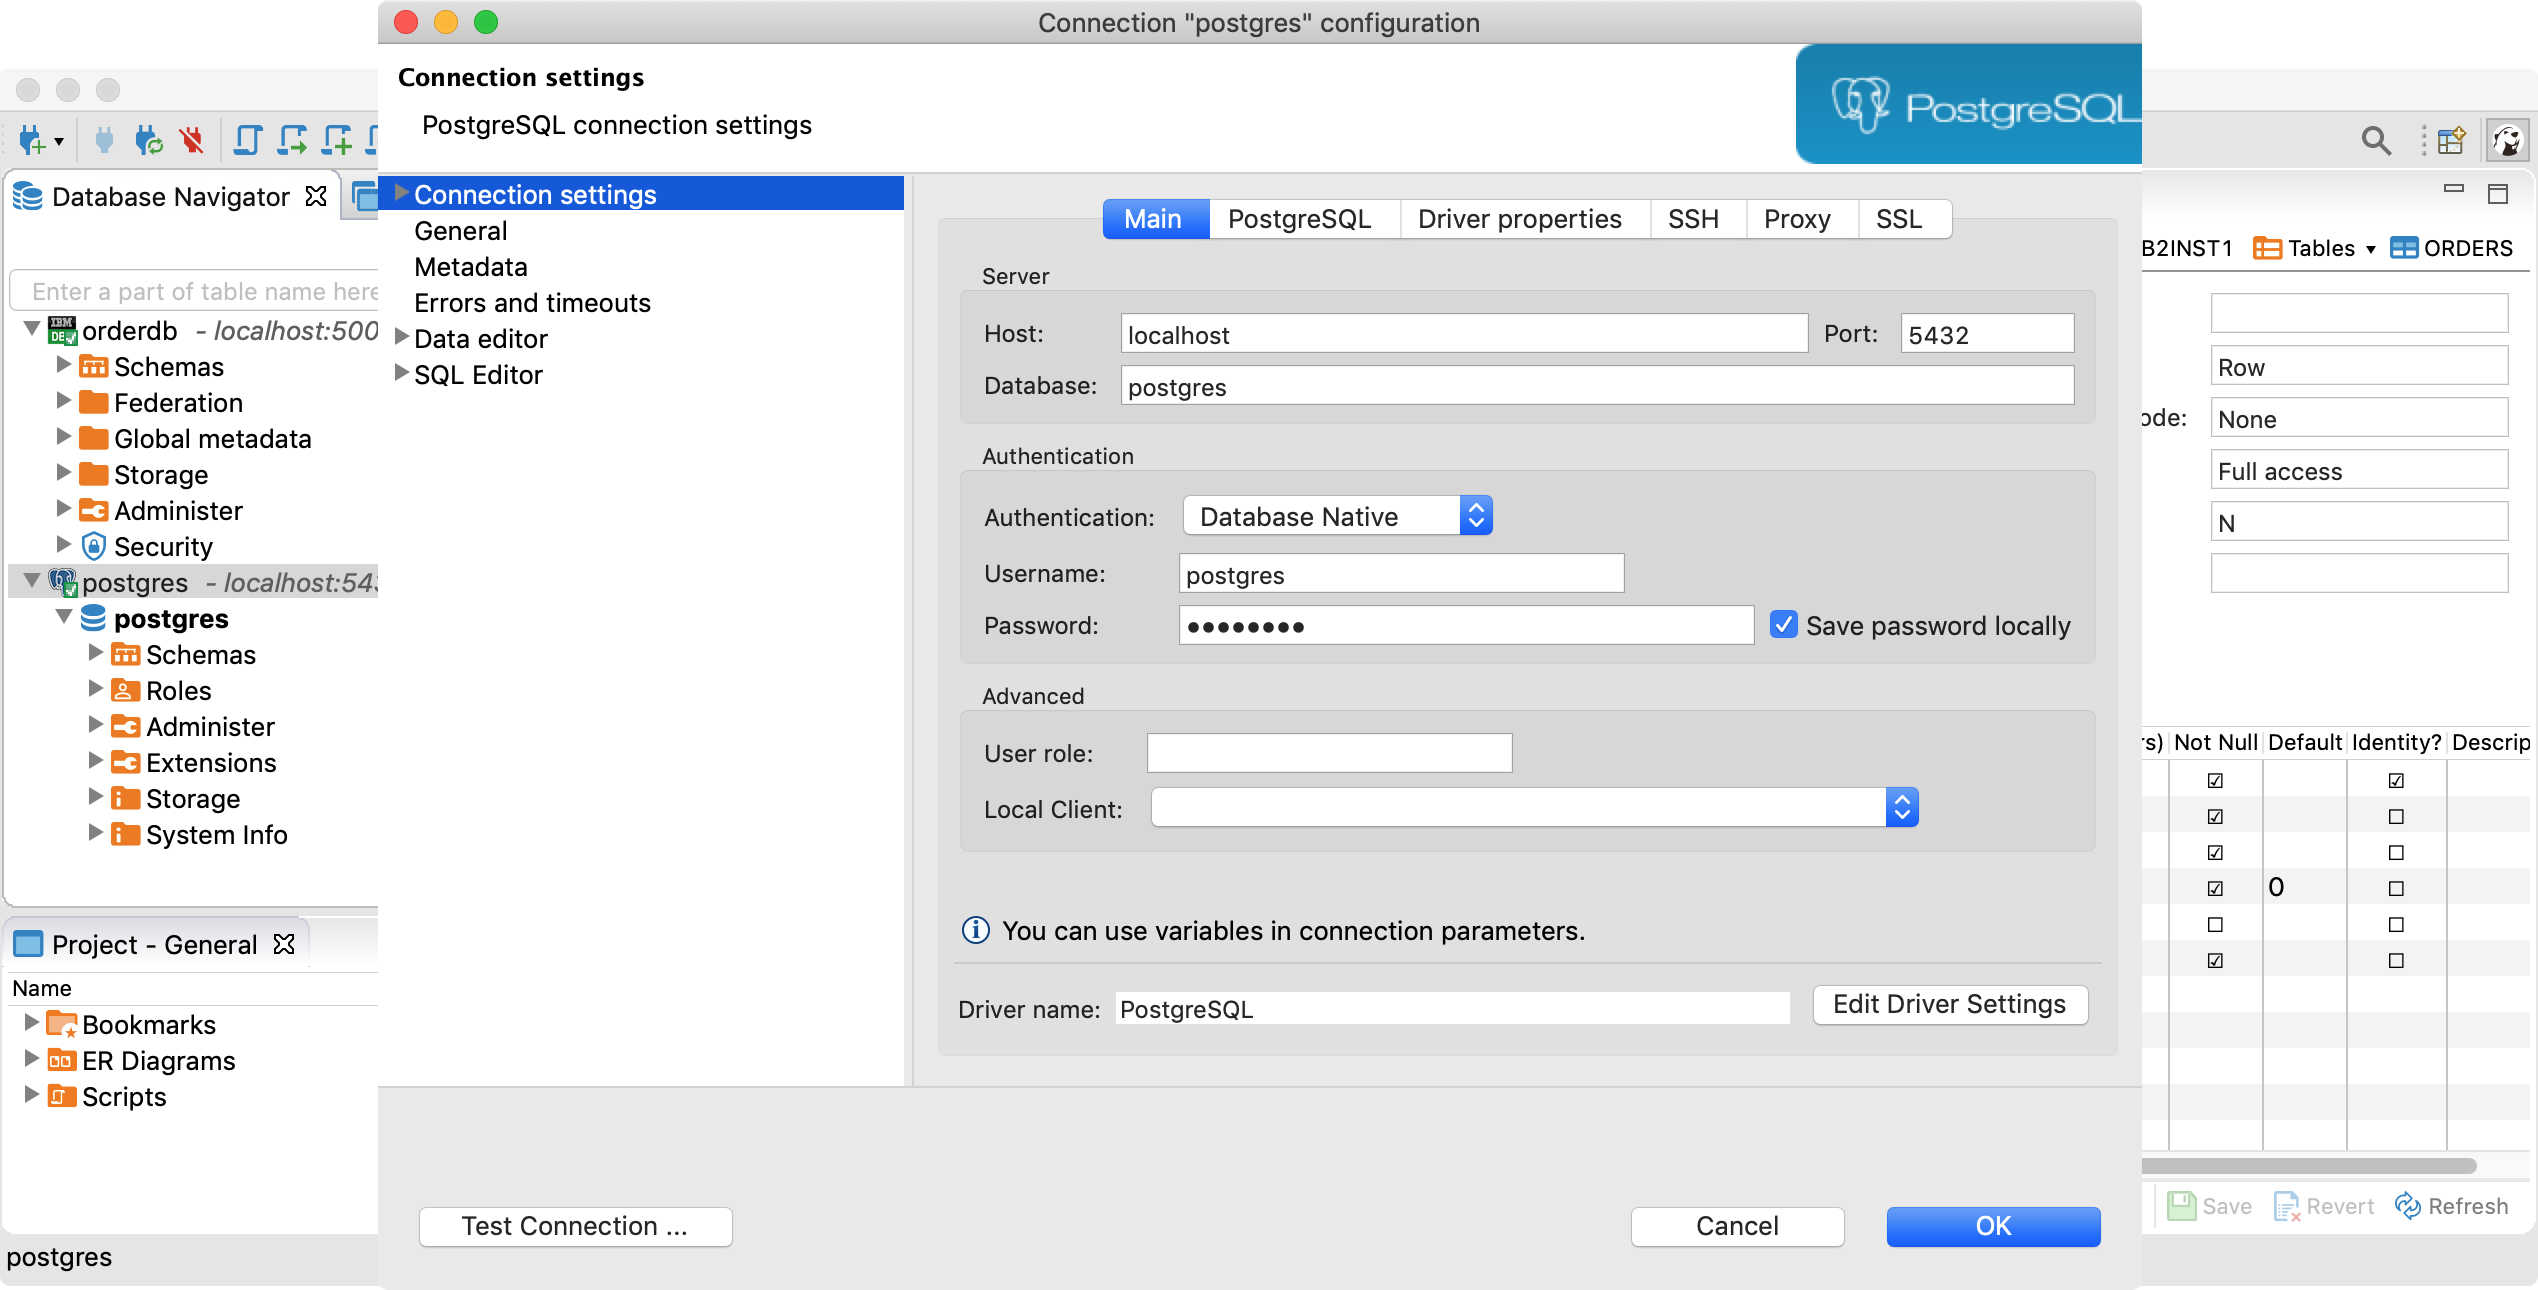 Connection "postgres" configuration
Connection settings
PostgreSQL connection settings
PostgreSQL
Database Navigator
Enter a part of table name here
orderdb - localhost:500
Schemas
Federation
Global metadata
Storage
Administer
Security
postgres - localhost:543
postgres
Schemas
Roles
Administer
Extensions
Storage
System Info
Project - General
Name
Bookmarks
ER Diagrams
Scripts
postgres
Connection settings
General
Metadata
Errors and timeouts
Data editor
SQL Editor
Main PostgreSQL Driver properties SSH Proxy SSL
Server
Host: localhost Port: 5432
Database: postgres
Authentication
Authentication: Database Native
Username: postgres
Password: •••••••• Save password locally
Advanced
User role:
Local Client:
You can use variables in connection parameters.
Driver name: PostgreSQL Edit Driver Settings
Test Connection ... Cancel OK
B2INST1 Tables ORDERS
Row
ode: None
Full access
N
rs) Not Null Default Identity? Descrip
0
Save Revert Refresh